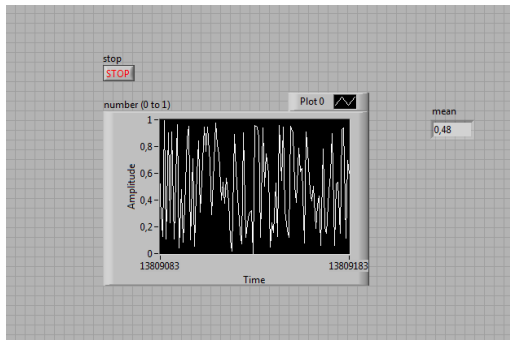 stop
STOP
number (0 to 1)
Plot 0
mean
0,48
Amplitude
1
0,8
0,6
0,4
0,2
0
13809083
13809183
Time